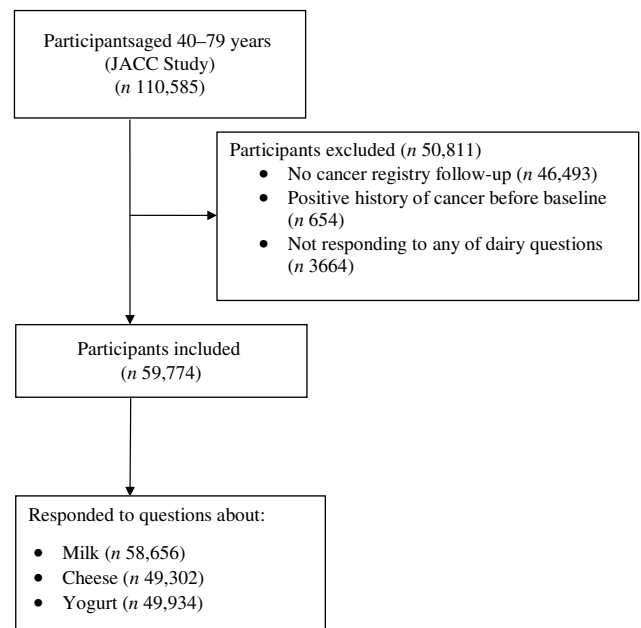 Participantsaged 40–79 years
(JACC Study)
(n 110,585)
Participants excluded (n 50,811)
• No cancer registry follow-up (n 46,493)
• Positive history of cancer before baseline
(n 654)
• Not responding to any of dairy questions
(n 3664)
Participants included
(n 59,774)
Responded to questions about:
• Milk (n 58,656)
• Cheese (n 49,302)
• Yogurt (n 49,934)